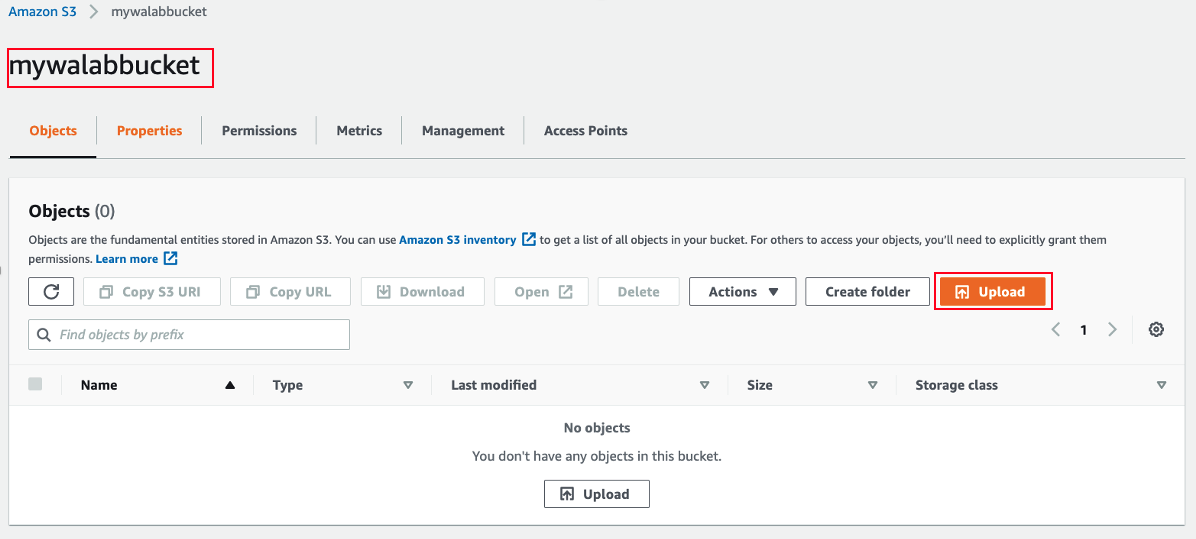 Amazon S3 > mywalabbucket
mywalabbucket
Objects Properties Permissions Metrics Management Access Points
Objects (0)
Objects are the fundamental entities stored in Amazon S3. You can use Amazon S3 inventory to get a list of all objects in your bucket. For others to access your objects, you'll need to explicitly grant them
permissions. Learn more
Copy S3 URI Copy URL Download Open Delete Actions Create folder Upload
Find objects by prefix
1
Name Type Last modified Size Storage class
No objects
You don't have any objects in this bucket.
Upload